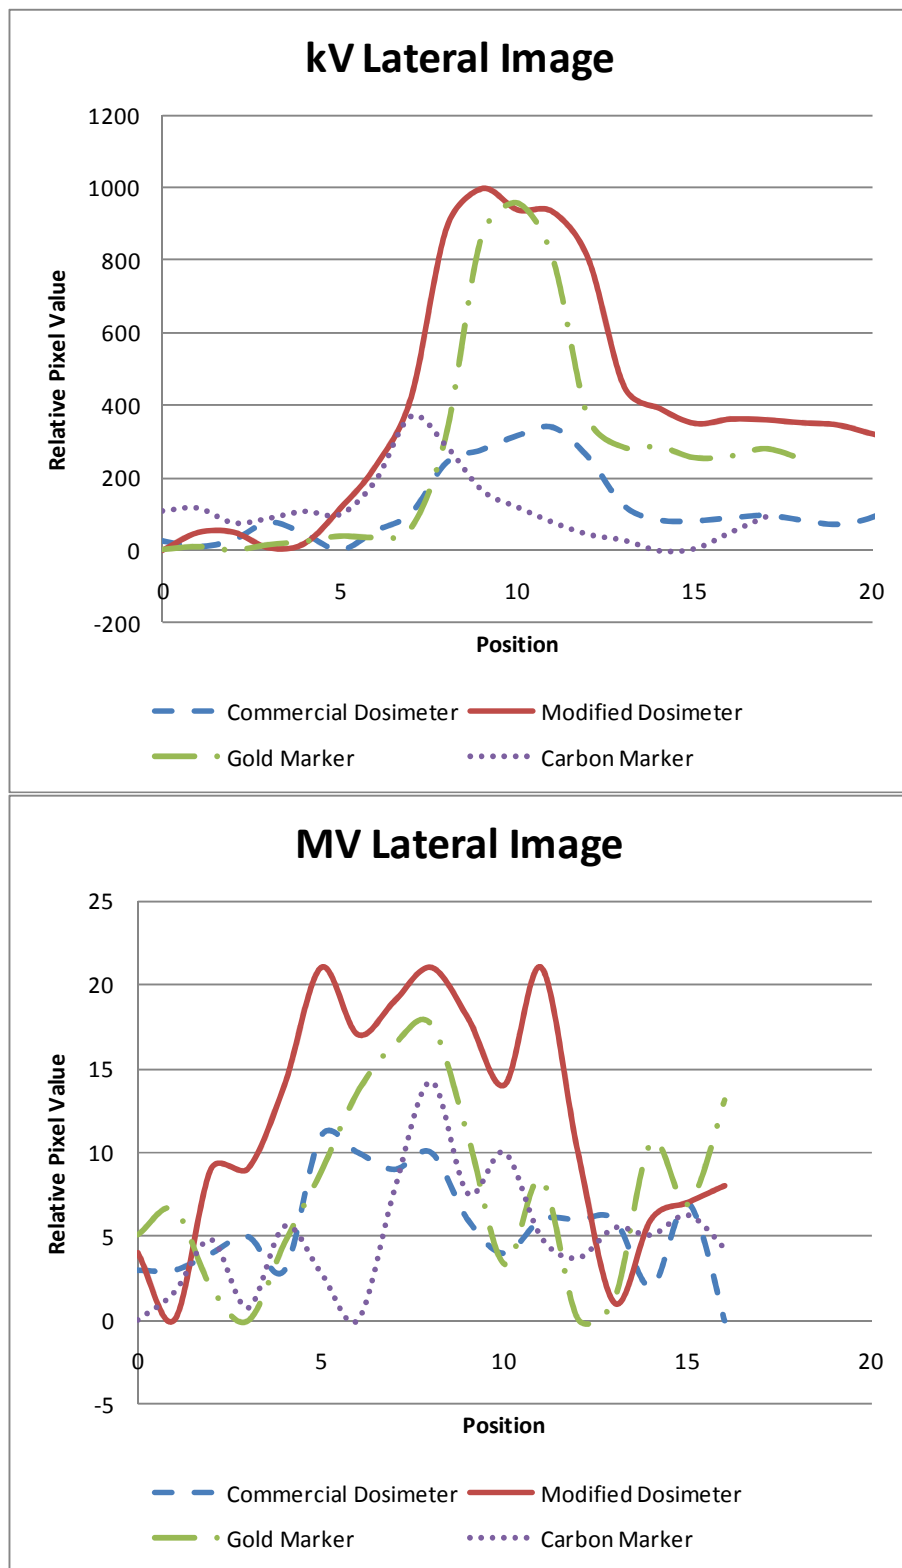 kV Lateral Image
1200
1000
800
600
400
200
0
-200
0 5 10 15 20
Relative Pixel Value
Position
Commercial Dosimeter Modified Dosimeter
Gold Marker Carbon Marker
MV Lateral Image
25
20
15
10
5
0
-5
0 5 10 15 20
Relative Pixel Value
Position
Commercial Dosimeter Modified Dosimeter
Gold Marker Carbon Marker